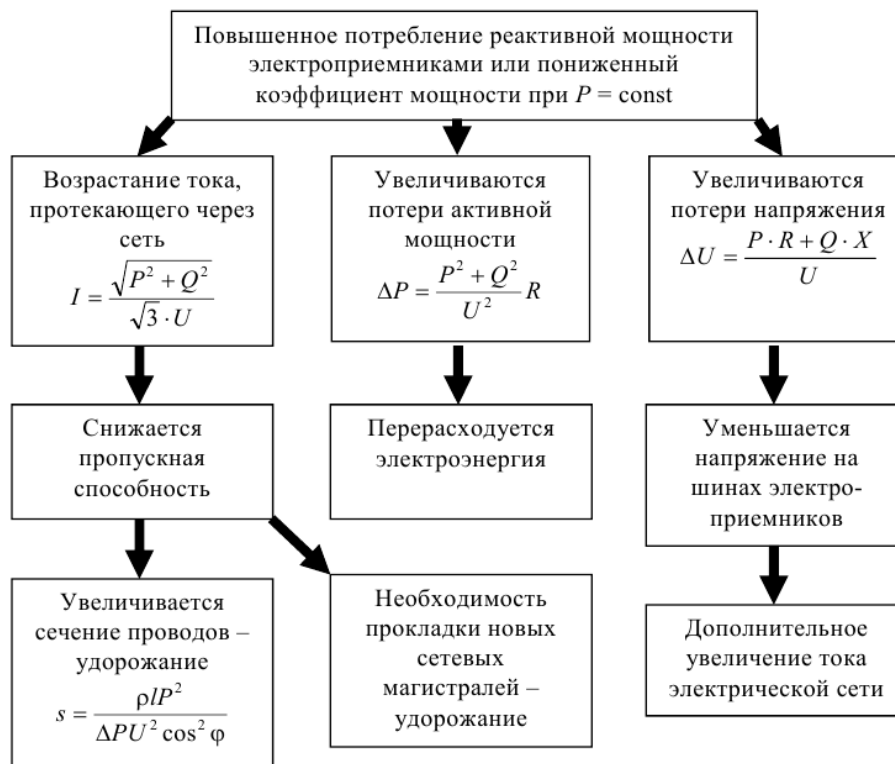 Повышенное потребление реактивной мощности
электроприемниками или пониженный
коэффициент мощности при P = const
Возрастание тока,
протекающего через
сеть
I = √(P² + Q²) / (√3 · U)
Увеличиваются
потери активной
мощности
ΔP = (P² + Q²) / U² R
Увеличиваются
потери напряжения
ΔU = (P · R + Q · X) / U
Снижается
пропускная
способность
Перерасходуется
электроэнергия
Уменьшается
напряжение на
шинах электро-
приемников
Увеличивается
сечение проводов –
удорожание
s = ρlP² / (ΔPU² cos² φ)
Необходимость
прокладки новых
сетевых
магистралей –
удорожание
Дополнительное
увеличение тока
электрической сети